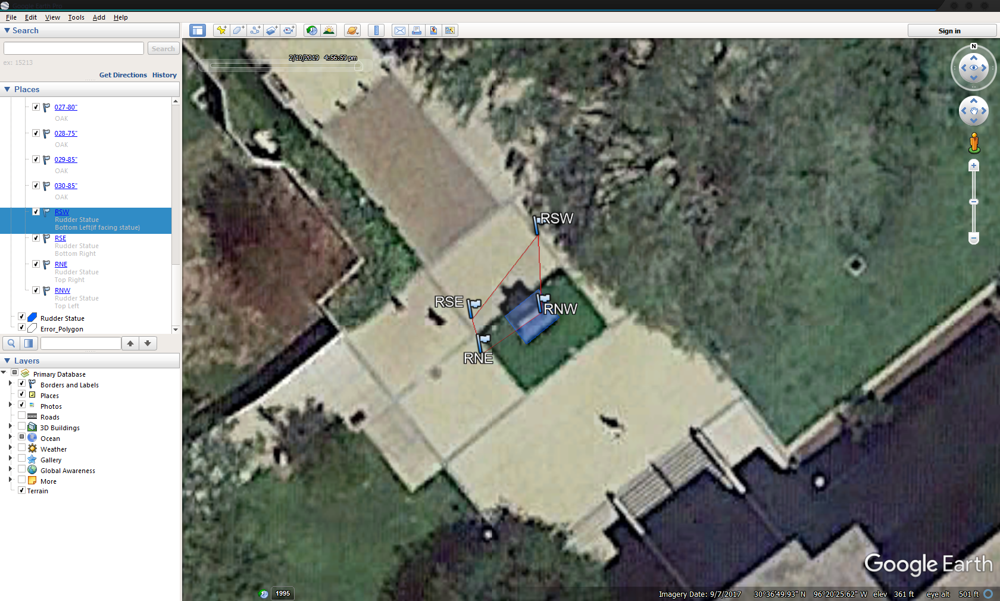 Google Earth Pro
File Edit View Tools Add Help
Search
Search
ex: 15213
Get Directions History
Places
027-80"
OAK
028-75"
OAK
029-85"
OAK
030-85"
OAK
RSW
Rudder Statue
Bottom Left(if facing statue)
RSE
Rudder Statue
Bottom Right
RNE
Rudder Statue
Top Right
RNW
Rudder Statue
Top Left
Rudder Statue
Error_Polygon
Layers
Primary Database
Borders and Labels
Places
Photos
Roads
3D Buildings
Ocean
Weather
Gallery
Global Awareness
More
Terrain
Sign in
2/10/2019 4:56:59 pm
N
RSW
RSE
RNW
RNE
Google Earth
1995
Imagery Date: 9/7/2017 30°36'49.93" N 96°20'25.62" W elev 361 ft eye alt 501 ft